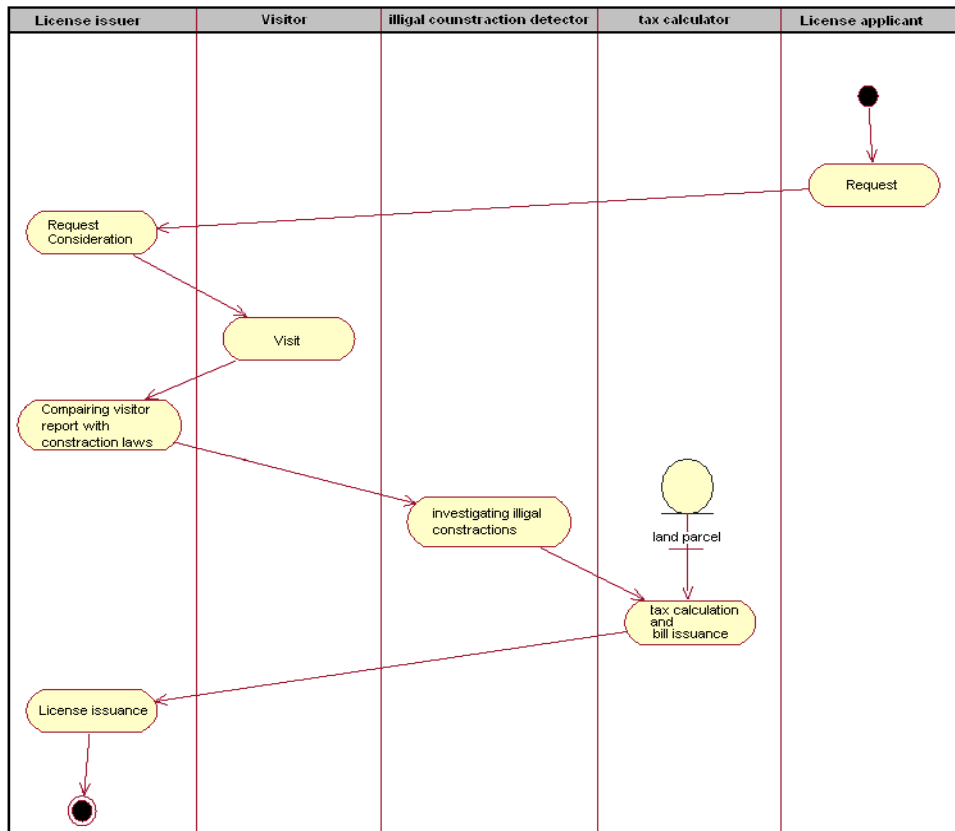 License issuer
Visitor
illigal counstraction detector
tax calculator
License applicant
Request
Request
Consideration
Visit
Compairing visitor
report with
constraction laws
investigating illigal
constractions
land parcel
tax calculation
and
bill issuance
License issuance